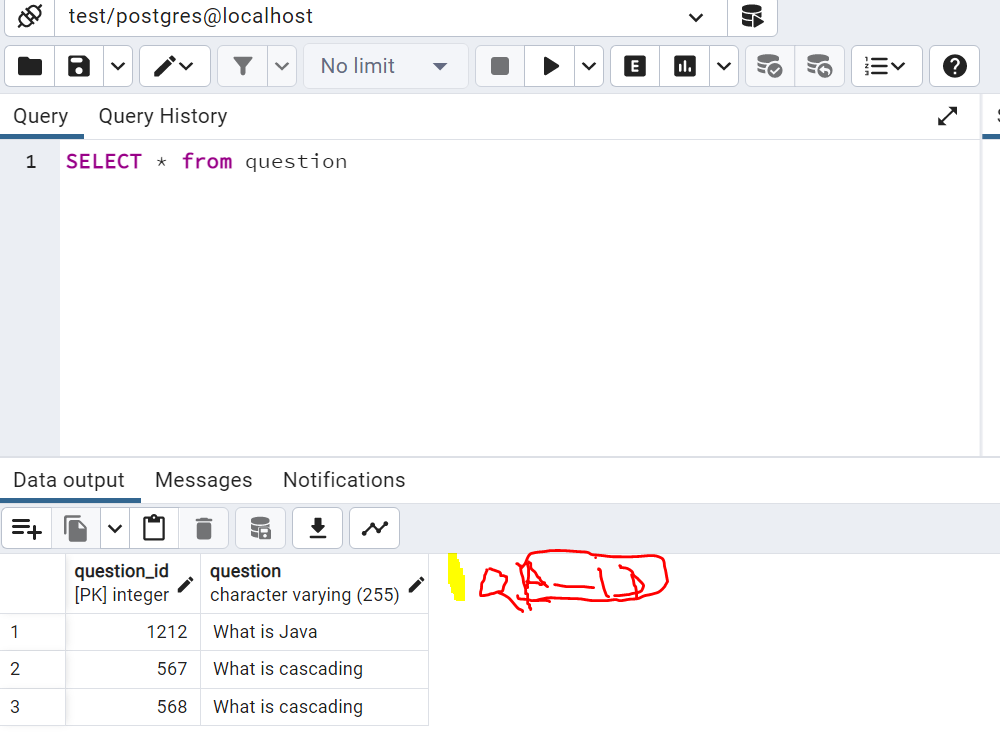 test/postgres@localhost
No limit
E
Query Query History
1 SELECT * from question
Data output Messages Notifications
question_id question
[PK] integer character varying (255)
1 1212 What is Java
2 567 What is cascading
3 568 What is cascading